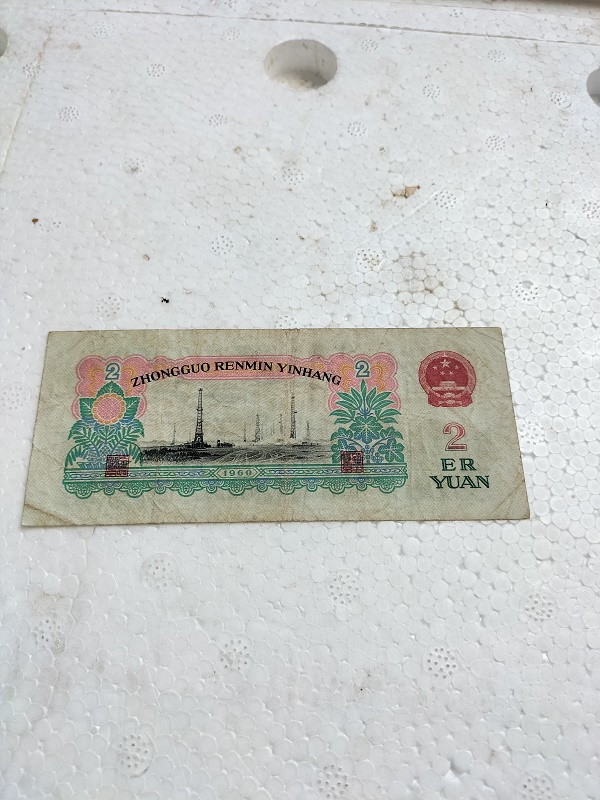 2
ZHONGGUO RENMIN YINHANG
2
1960
2
ER
YUAN